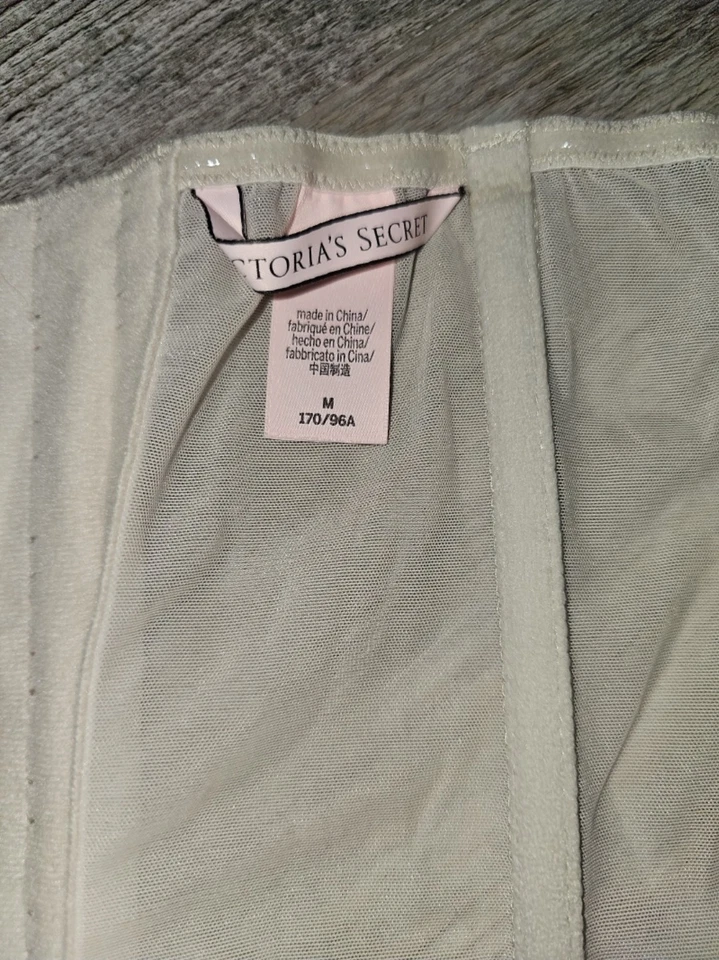 CTORIA'S SECRET
made in China/
fabriqué en Chine/
hecho en China/
fabbricato in Cina/
中国制造
M
170/96A